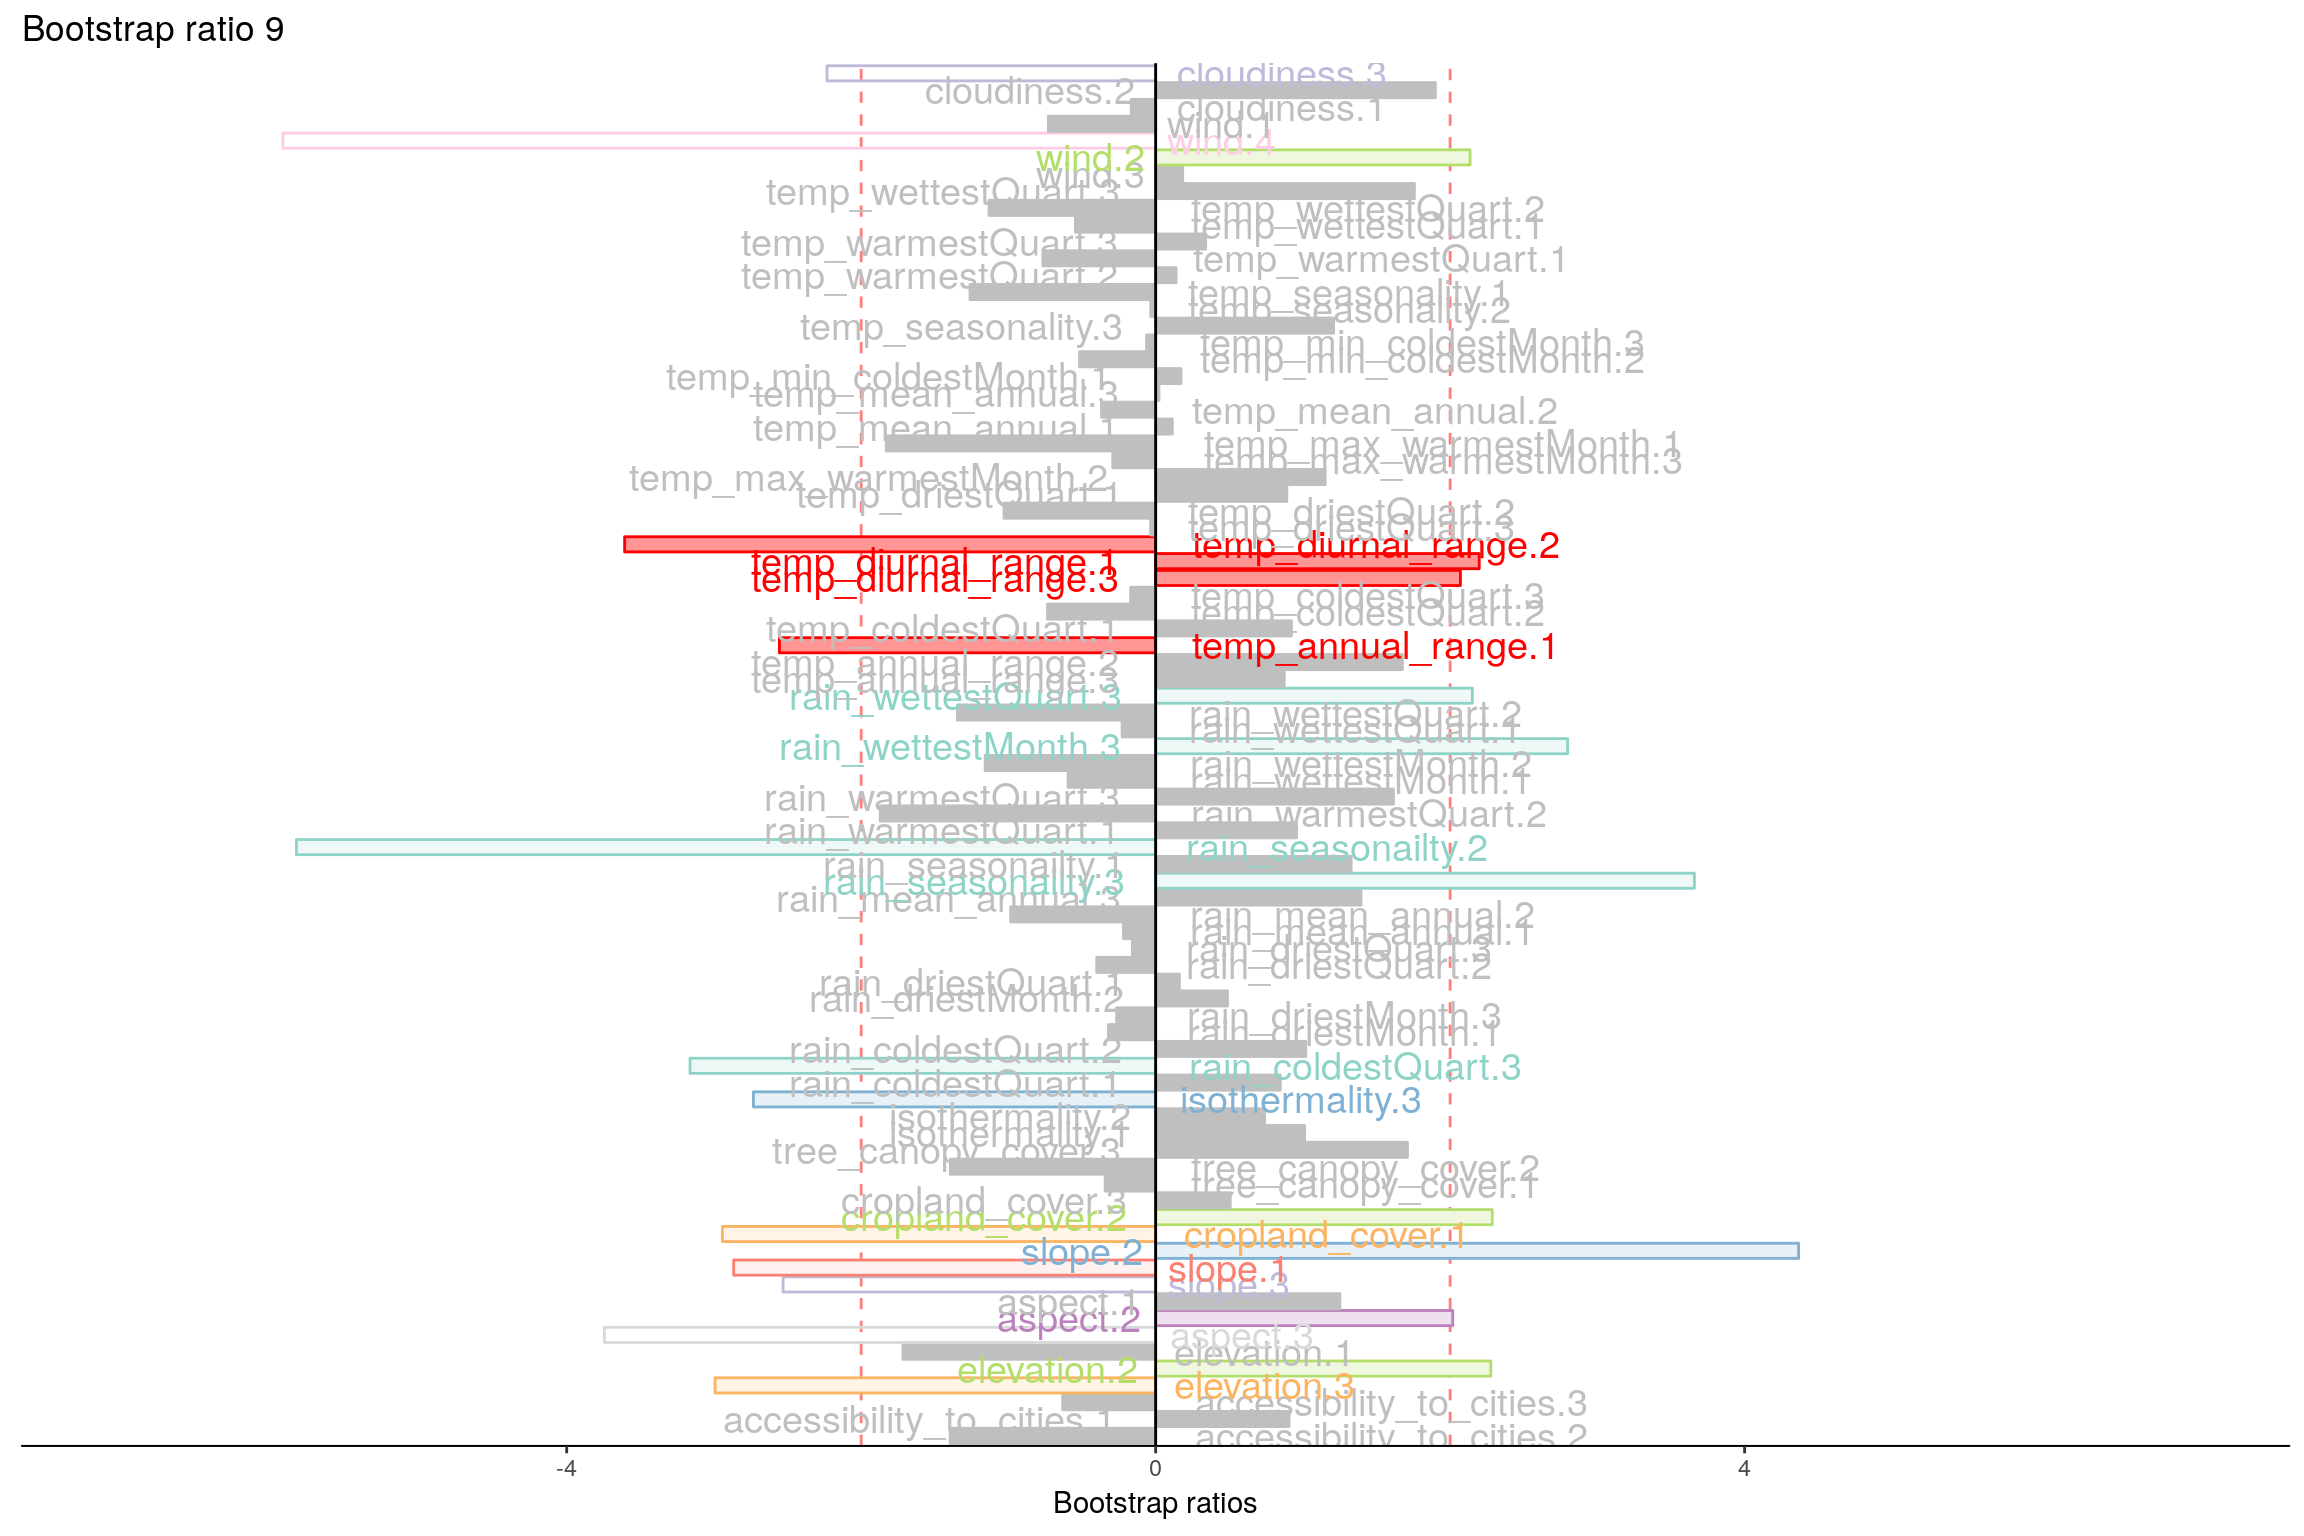 Bootstrap ratio 9
cloudiness.3
cloudiness.2
cloudiness.1
wind.1
wind.4
wind.2
wind.3
temp_wettestQuart.3
temp_wettestQuart.2
temp_wettestQuart.1
temp_warmestQuart.3
temp_warmestQuart.1
temp_warmestQuart.2
temp_seasonality.1
temp_seasonality.2
temp_seasonality.3
temp_min_coldestMonth.3
temp_min_coldestMonth.2
temp_min_coldestMonth.1
temp_mean_annual.3
temp_mean_annual.2
temp_mean_annual.1
temp_max_warmestMonth.1
temp_max_warmestMonth.3
temp_max_warmestMonth.2
temp_driestQuart.1
temp_driestQuart.2
temp_driestQuart.3
temp_diurnal_range.2
temp_diurnal_range.1
temp_diurnal_range.3
temp_coldestQuart.3
temp_coldestQuart.2
temp_coldestQuart.1
temp_annual_range.1
temp_annual_range.2
temp_annual_range.3
rain_wettestQuart.3
rain_wettestQuart.2
rain_wettestQuart.1
rain_wettestMonth.3
rain_wettestMonth.2
rain_wettestMonth.1
rain_warmestQuart.3
rain_warmestQuart.2
rain_warmestQuart.1
rain_seasonailty.2
rain_seasonailty.1
rain_seasonailty.3
rain_mean_annual.3
rain_mean_annual.2
rain_mean_annual.1
rain_driestQuart.3
rain_driestQuart.2
rain_driestQuart.1
rain_driestMonth.2
rain_driestMonth.3
rain_driestMonth.1
rain_coldestQuart.2
rain_coldestQuart.3
rain_coldestQuart.1
isothermality.3
isothermality.2
isothermality.1
tree_canopy_cover.3
tree_canopy_cover.2
tree_canopy_cover.1
cropland_cover.3
cropland_cover.2
cropland_cover.1
slope.2
slope.1
slope.3
aspect.1
aspect.2
aspect.3
elevation.1
elevation.2
elevation.3
accessibility_to_cities.3
accessibility_to_cities.1
accessibility_to_cities.2
-4 0 4
Bootstrap ratios